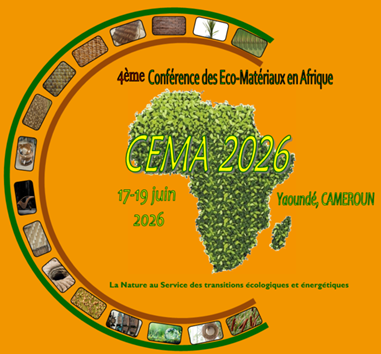 4ème Conférence des Eco-Matériaux en Afrique
CEMA 2026
17-19 juin
2026
Yaoundé, CAMEROUN
La Nature au Service des transitions écologiques et énergétiques